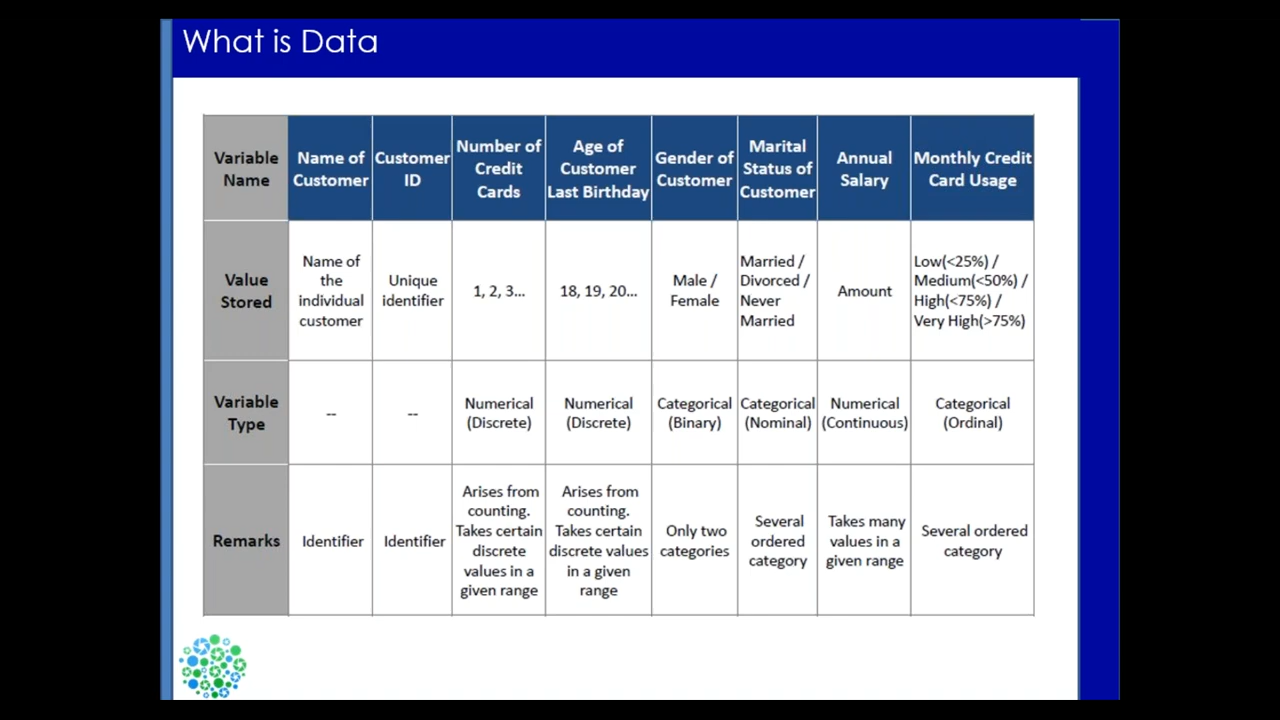 What is Data
Variable
Name
Name of
Customer
Customer
ID
Number of
Credit
Cards
Age of
Customer
Last Birthday
Gender of
Customer
Marital
Status of
Customer
Annual
Salary
Monthly Credit
Card Usage
Value
Stored
Name of
the
individual
customer
Unique
identifier
1, 2, 3...
18, 19, 20...
Male /
Female
Married /
Divorced /
Never
Married
Amount
Low(<25%) /
Medium(<50%) /
High(<75%) /
Very High(>75%)
Variable
Type
--
--
Numerical
(Discrete)
Numerical
(Discrete)
Categorical
(Binary)
Categorical
(Nominal)
Numerical
(Continuous)
Categorical
(Ordinal)
Remarks
Identifier
Identifier
Arises from
counting.
Takes certain
discrete
values in a
given range
Arises from
counting.
Takes certain
discrete values
in a given
range
Only two
categories
Several
ordered
category
Takes many
values in a
given range
Several ordered
category